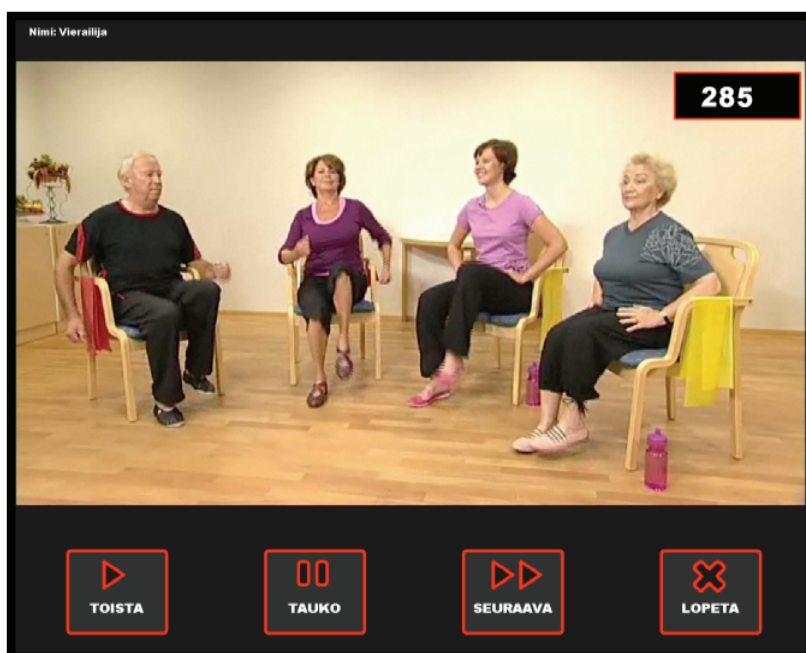 Nimi: Vierailija
285
TOISTA
TAUKO
SEURAAVA
LOPETA